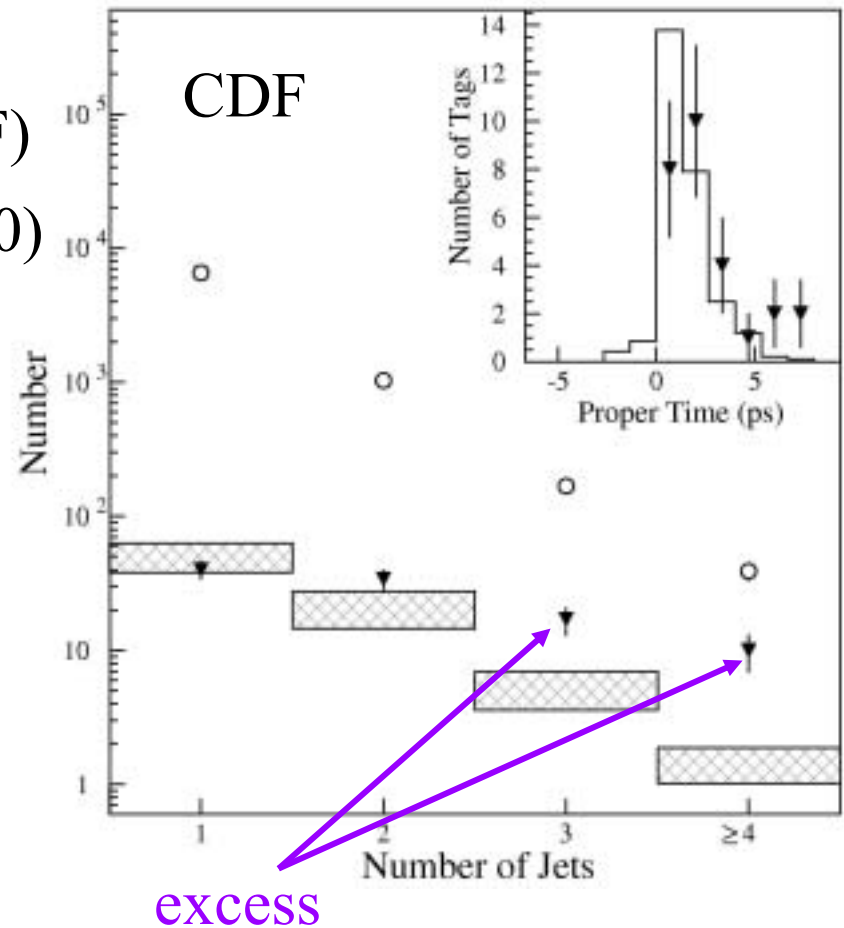 CDF
F)
0)
Number
10^5
10^4
10^3
10^2
10
1
1 2 3 ≥4
Number of Jets
excess
Number of Tags
14
12
10
8
6
4
2
0
-5 0 5
Proper Time (ps)